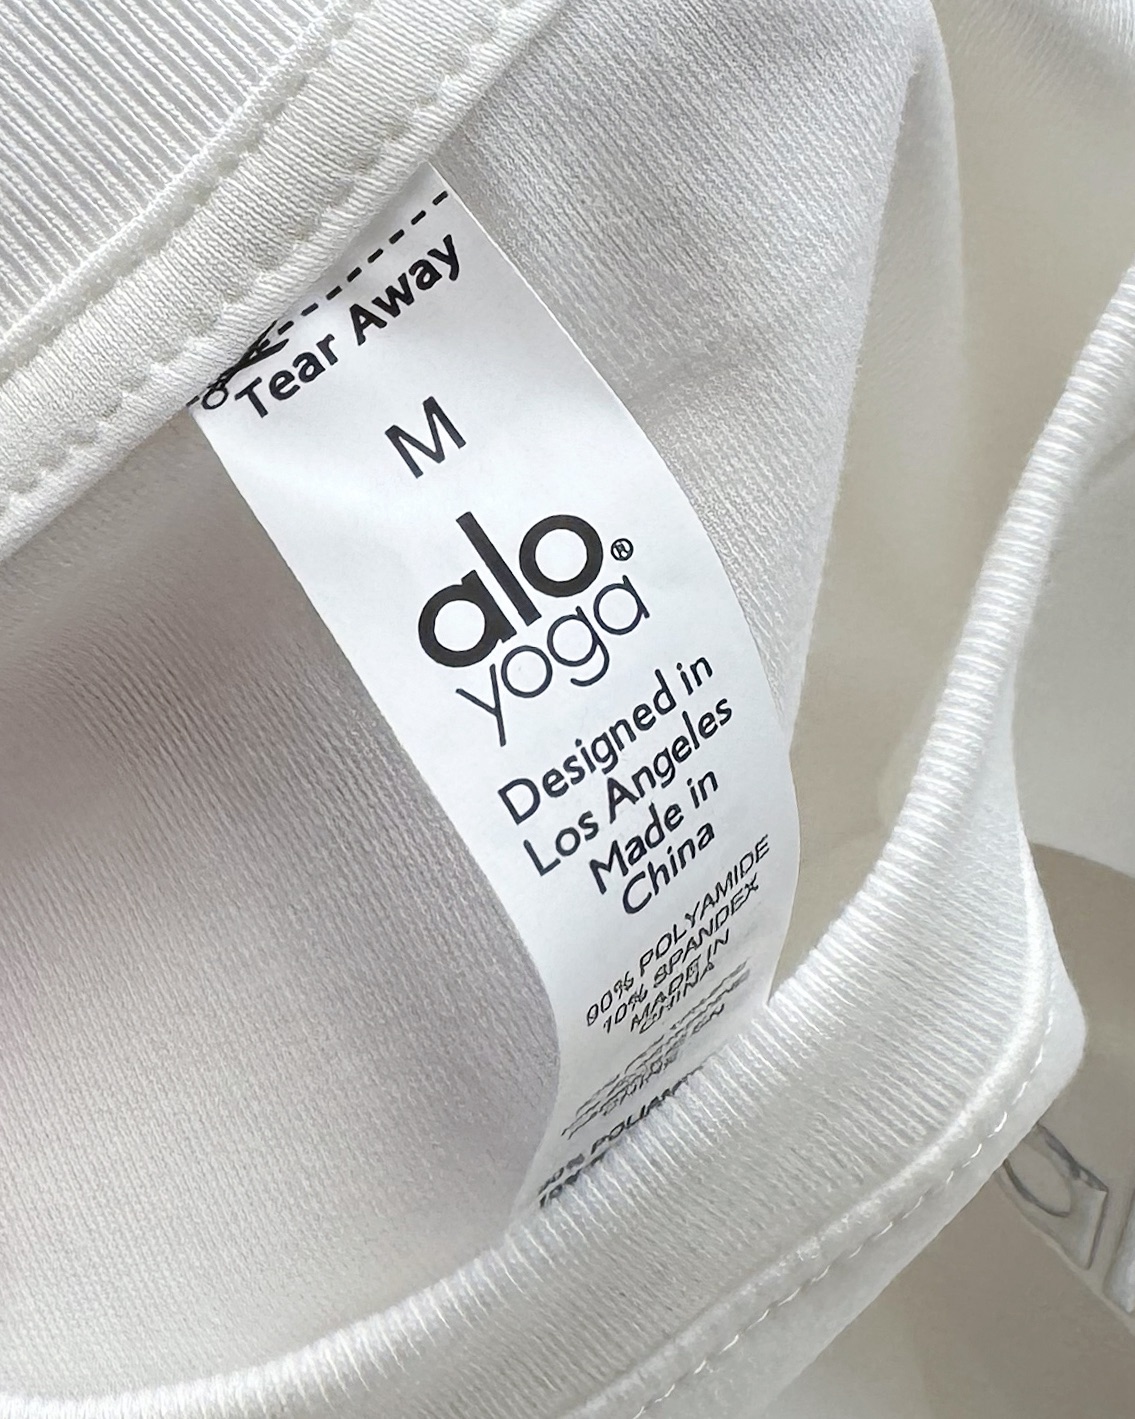 Tear Away
M
alo®
yoga
Designed in
Los Angeles
Made in
China
90% POLYAMIDE
10% SPANDEX
MADE IN
CHINA